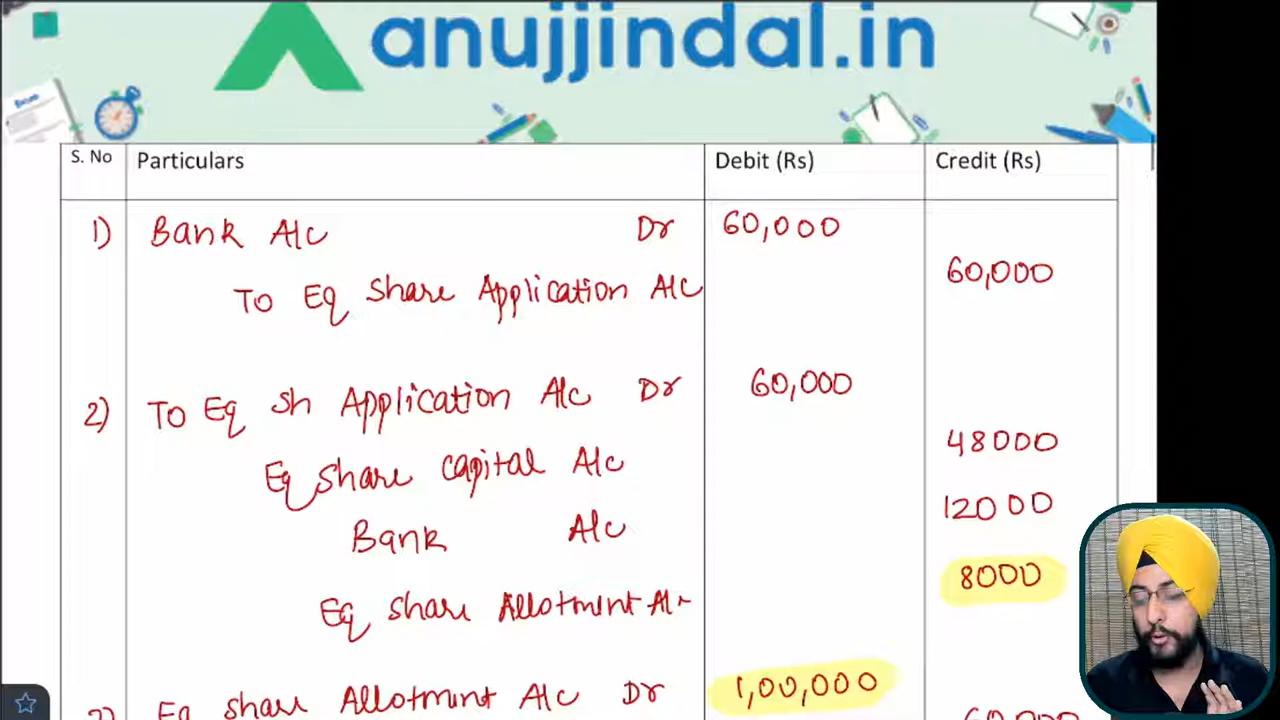 anujjindal.in
S. No Particulars Debit (Rs) Credit (Rs)
1) Bank A/c Dr 60,000
To Eq Share Application A/c 60,000
2) To Eq Sh Application A/c Dr 60,000
Eq Share Capital A/c 48000
Bank A/c 12000
Eq Share Allotment A/c 8000
Eq share Allotment A/c Dr 1,00,000